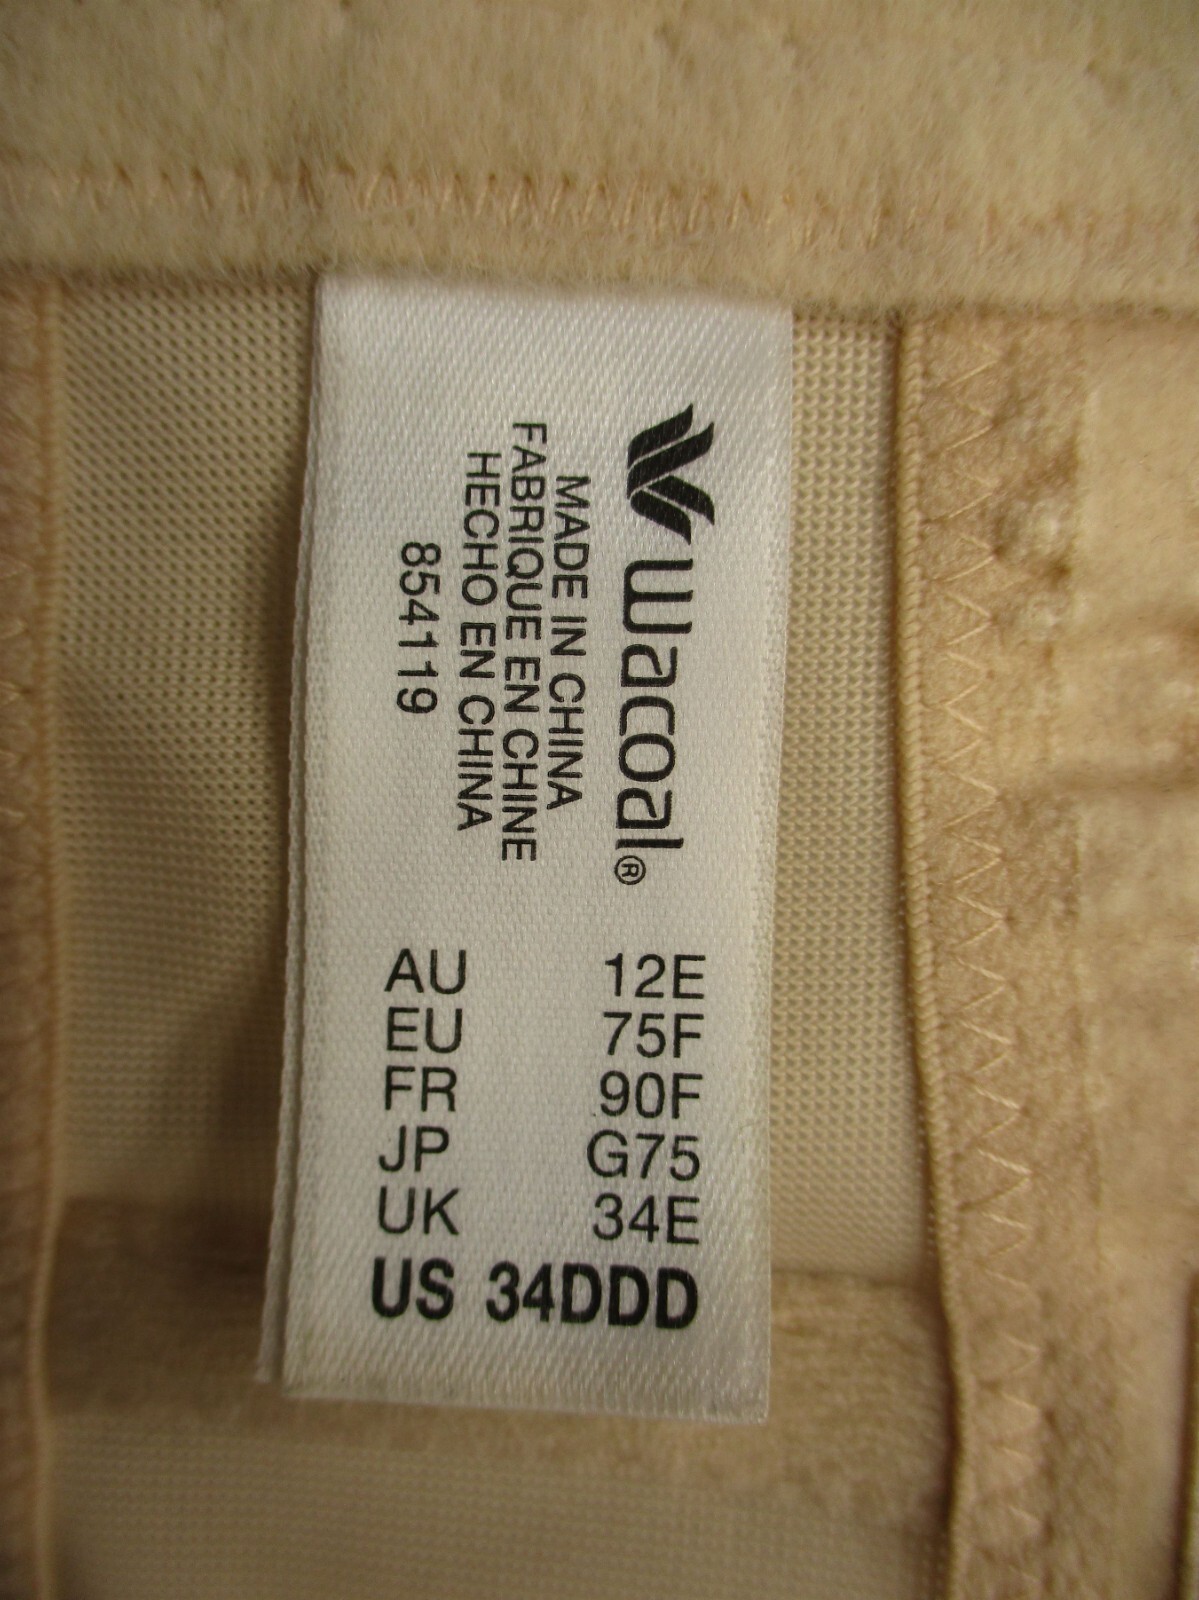 wacoal®
MADE IN CHINA
FABRIQUE EN CHINE
HECHO EN CHINA
854119
AU 12E
EU 75F
FR 90F
JP G75
UK 34E
US 34DDD